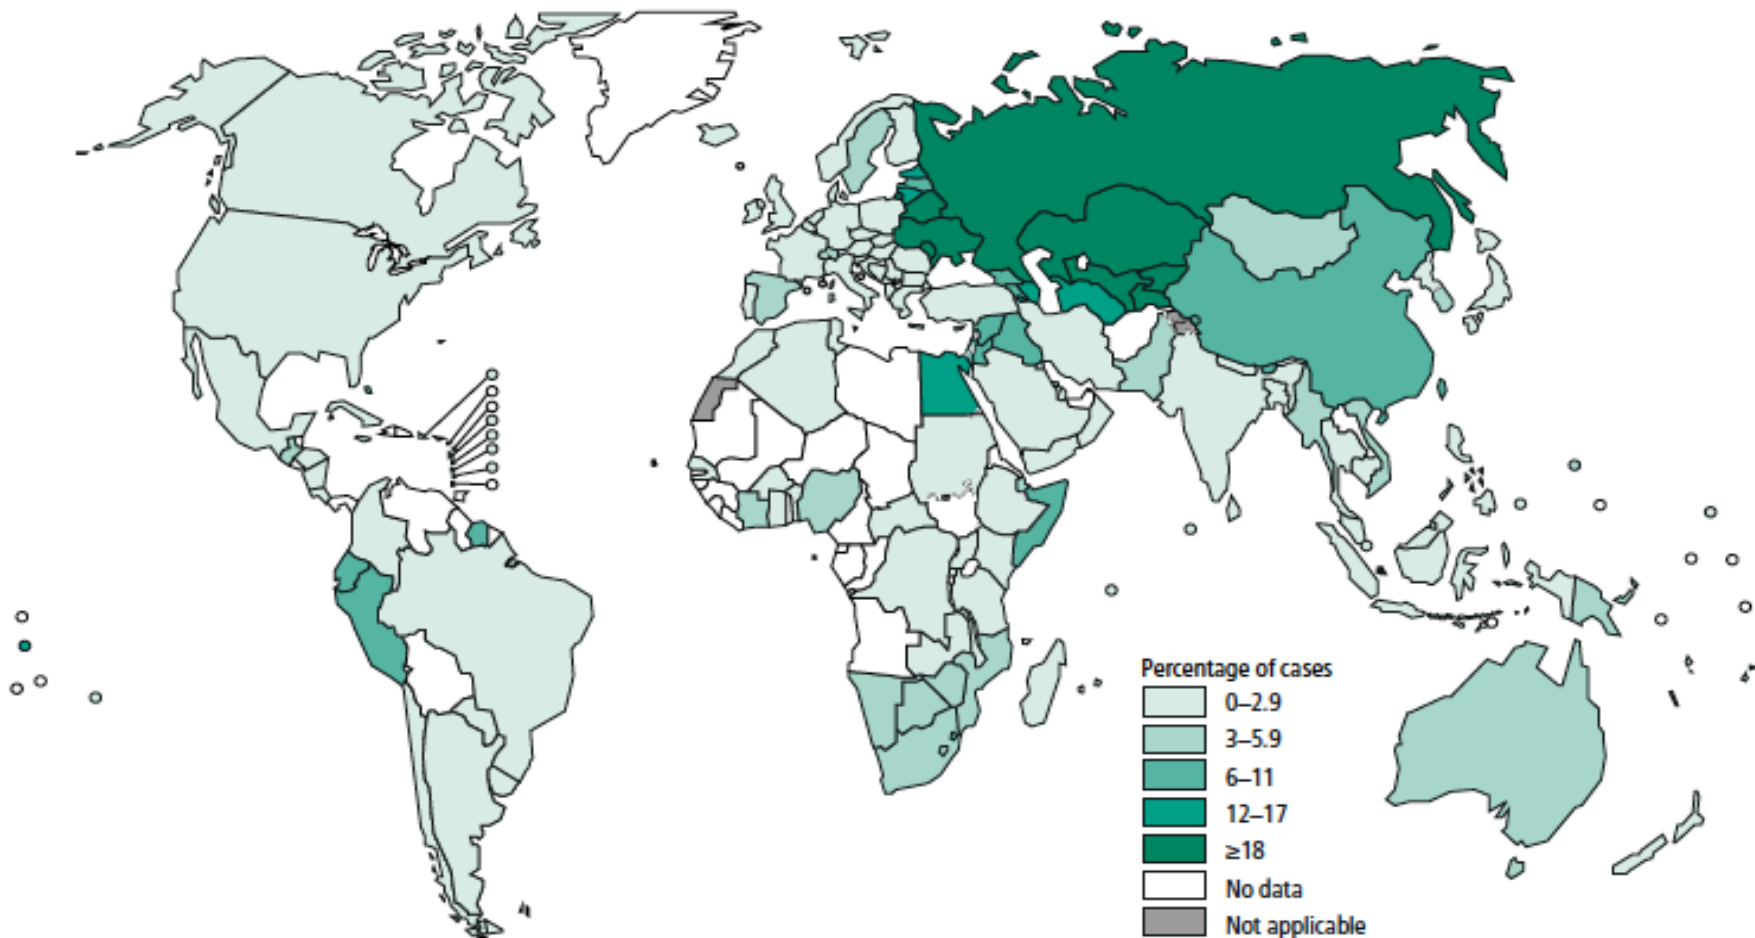 Percentage of cases
0–2.9
3–5.9
6–11
12–17
≥18
No data
Not applicable